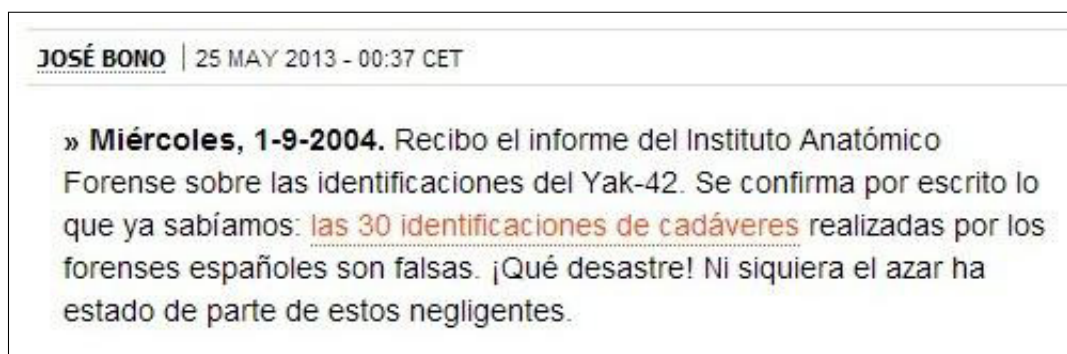 JOSÉ BONO | 25 MAY 2013 - 00:37 CET
» Miércoles, 1-9-2004. Recibo el informe del Instituto Anatómico
Forense sobre las identificaciones del Yak-42. Se confirma por escrito lo
que ya sabíamos: las 30 identificaciones de cadáveres realizadas por los
forenses españoles son falsas. ¡Qué desastre! Ni siquiera el azar ha
estado de parte de estos negligentes.